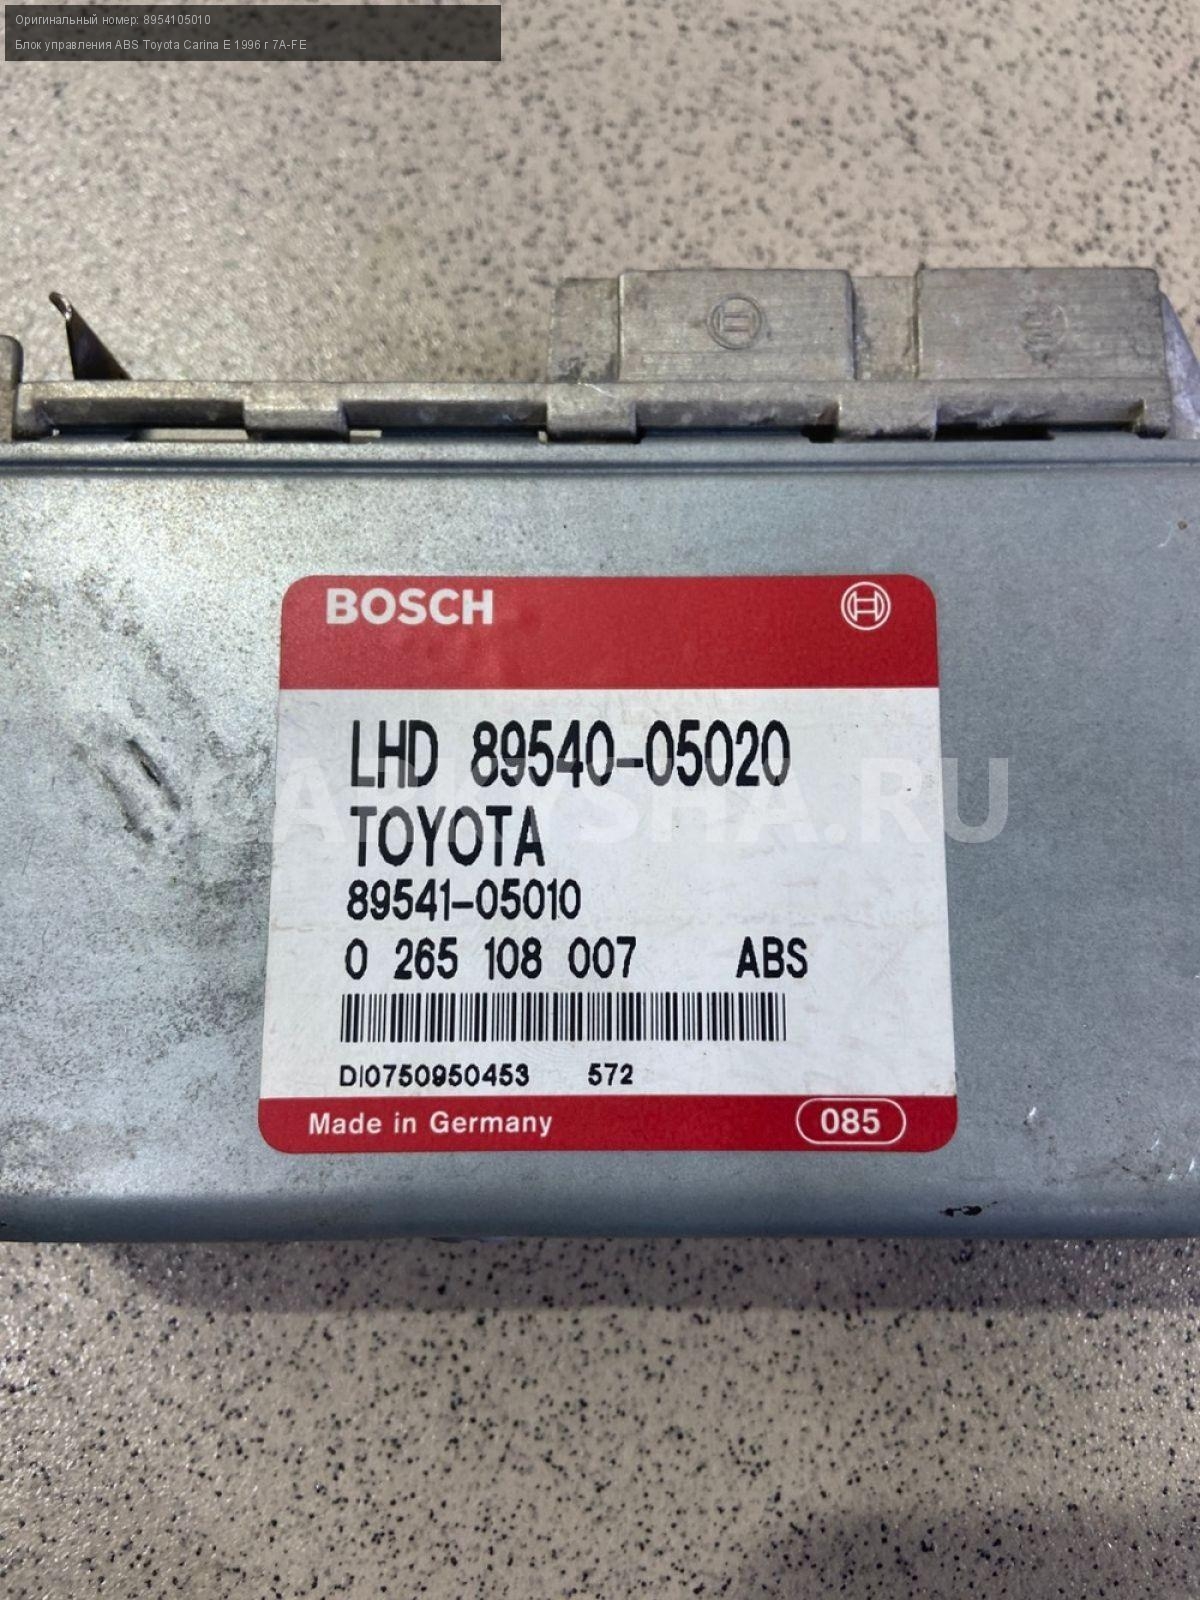 Оригинальный номер: 8954105010
Блок управления ABS Toyota Carina E 1996 г 7A-FE
BOSCH
LHD 89540-05020
TOYOTA
89541-05010
0 265 108 007 ABS
DI0750950453 572
Made in Germany 085